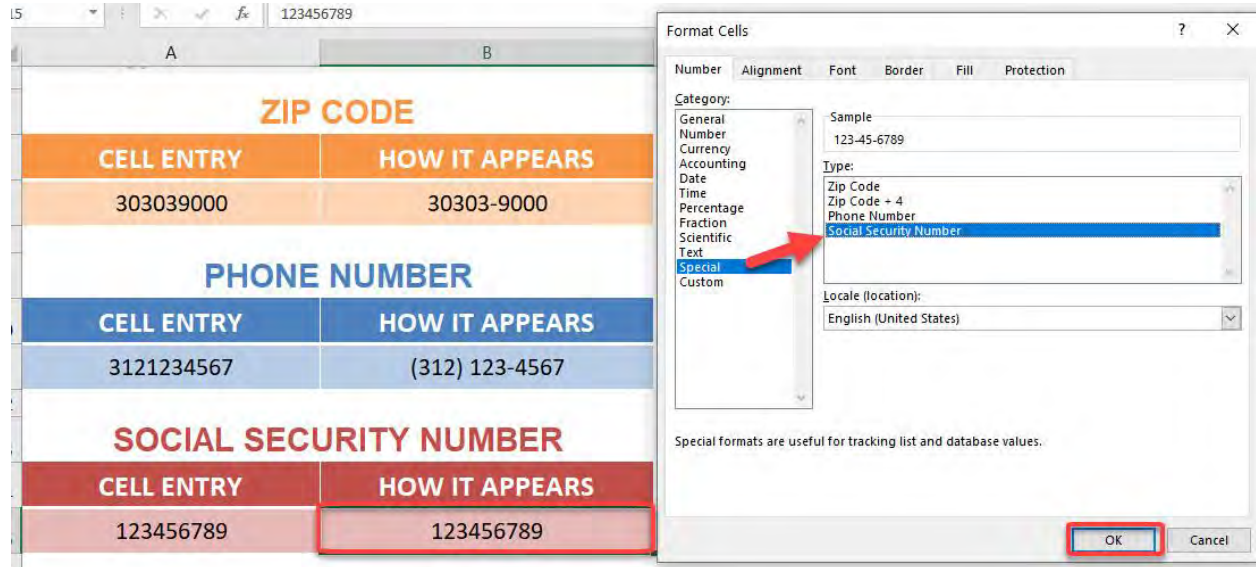 15 fx 123456789
A B
ZIP CODE
CELL ENTRY HOW IT APPEARS
303039000 30303-9000
PHONE NUMBER
CELL ENTRY HOW IT APPEARS
3121234567 (312) 123-4567
SOCIAL SECURITY NUMBER
CELL ENTRY HOW IT APPEARS
123456789 123456789
Format Cells ? X
Number Alignment Font Border Fill Protection
Category:
General
Number
Currency
Accounting
Date
Time
Percentage
Fraction
Scientific
Text
Special
Custom
Sample
123-45-6789
Type:
Zip Code
Zip Code + 4
Phone Number
Social Security Number
Locale (location):
English (United States)
Special formats are useful for tracking list and database values.
OK Cancel